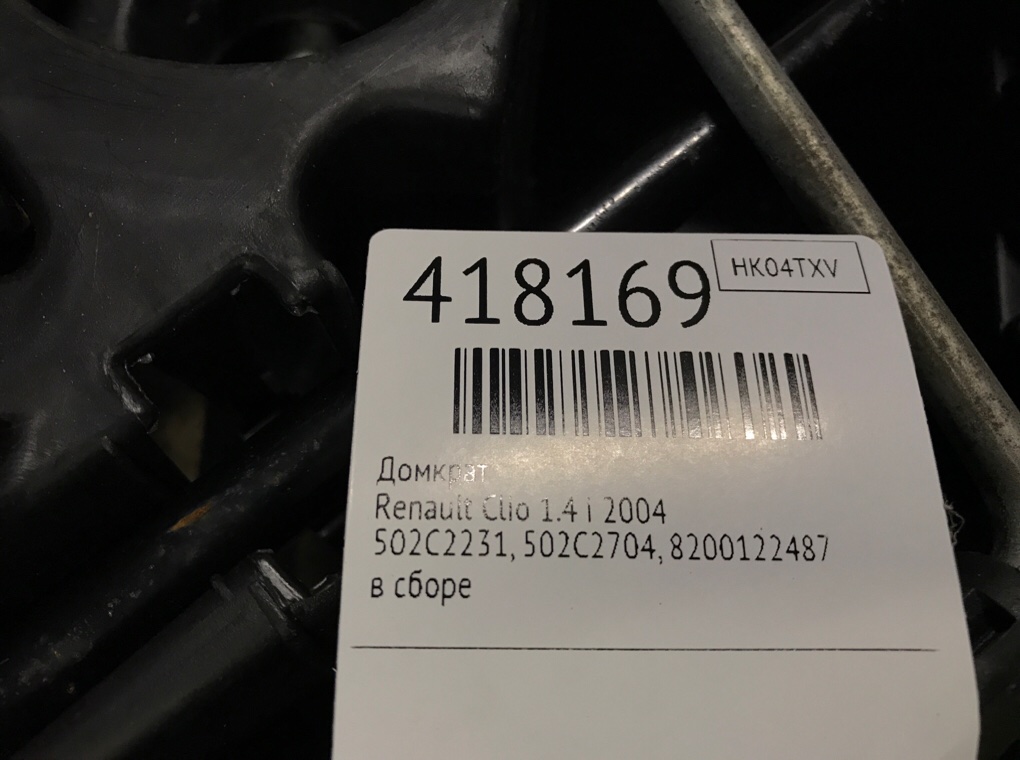 418169
HK04TXV
Домкрат
Renault Clio 1.4 i 2004
502C2231, 502C2704, 8200122487
в сборе